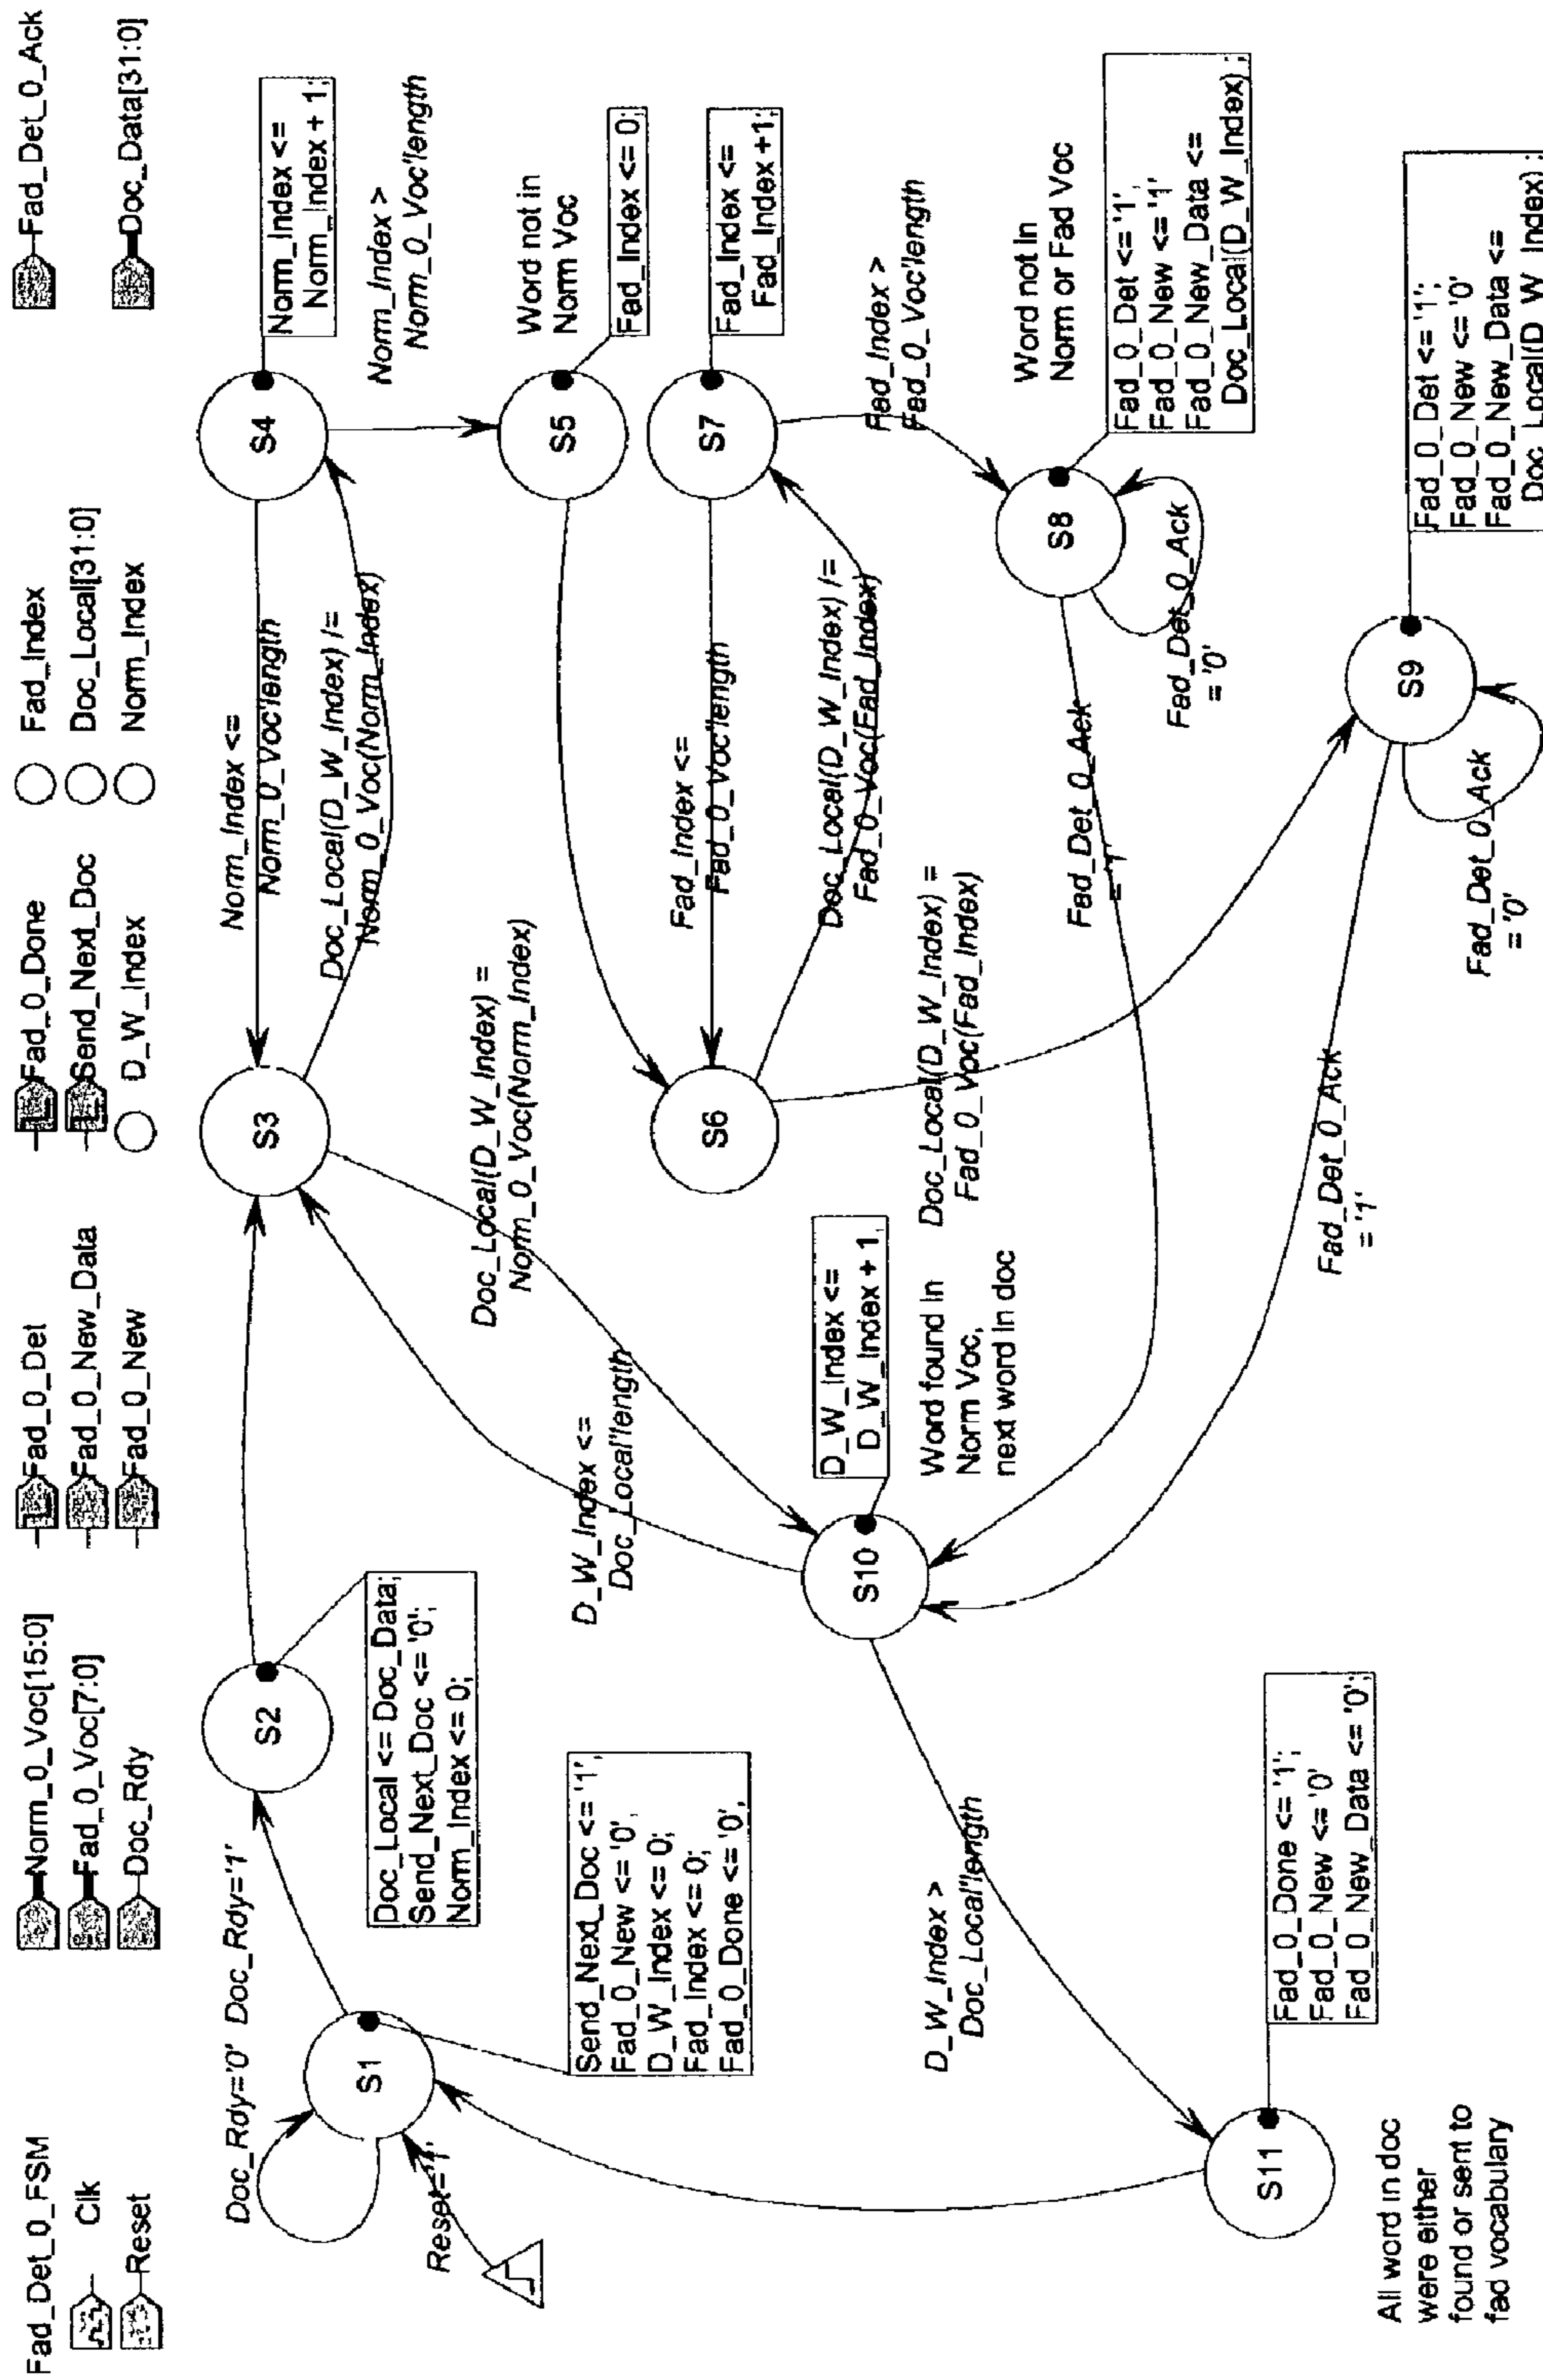 Fad_Det_0_FSM
Clk
Reset
Norm_0_Voc[15:0]
Fad_0_Voc[7:0]
Doc_Rdy
Fad_0_Det
Fad_0_New_Data
Fad_0_New
Fad_0_Done
Send_Next_Doc
D_W_Index
Fad_Index
Doc_Local[31:0]
Norm_Index
Fad_Det_0_Ack
Doc_Data[31:0]
Doc_Rdy='0'
Doc_Rdy='1'
Reset='1'
S1
Send_Next_Doc <= '1';
Fad_0_New <= '0';
D_W_Index <= 0;
Fad_Index <= 0;
Fad_0_Done <= '0';
S2
Doc_Local <= Doc_Data;
Send_Next_Doc <= '0';
Norm_Index <= 0;
S3
Norm_Index <=
Norm_0_Voc'length
Doc_Local(D_W_Index) /=
Norm_0_Voc(Norm_Index)
S4
Norm_Index <=
Norm_Index + 1;
Norm_Index >
Norm_0_Voc'length
Doc_Local(D_W_Index) =
Norm_0_Voc(Norm_Index)
D_W_Index <=
Doc_Local'length
S5
Word not in
Norm Voc
Fad_Index <= 0;
S6
Fad_Index <=
Fad_0_Voc'length
Doc_Local(D_W_Index) /=
Fad_0_Voc(Fad_Index)
S7
Fad_Index <=
Fad_Index +1;
Fad_Index >
Fad_0_Voc'length
Doc_Local(D_W_Index) =
Fad_0_Voc(Fad_Index)
S8
Word not In
Norm or Fad Voc
Fad_0_Det <= '1';
Fad_0_New <= '1'
Fad_0_New_Data <=
Doc_Local(D_W_Index) ;
Fad_Det_0_Ack
= '0'
Fad_Det_0_Ack
= '1'
S10
D_W_Index <=
D_W_Index + 1
Word found In
Norm Voc,
next word in doc
S9
Fad_0_Det <= '1';
Fad_0_New <= '0'
Fad_0_New_Data <=
Doc_Local(D_W_Index) ;
Fad_Det_0_Ack
= '0'
Fad_Det_0_Ack
= '1'
D_W_Index >
Doc_Local'length
S11
Fad_0_Done <= '1';
Fad_0_New <= '0'
Fad_0_New_Data <= '0';
All word in doc
were either
found or sent to
fad vocabulary